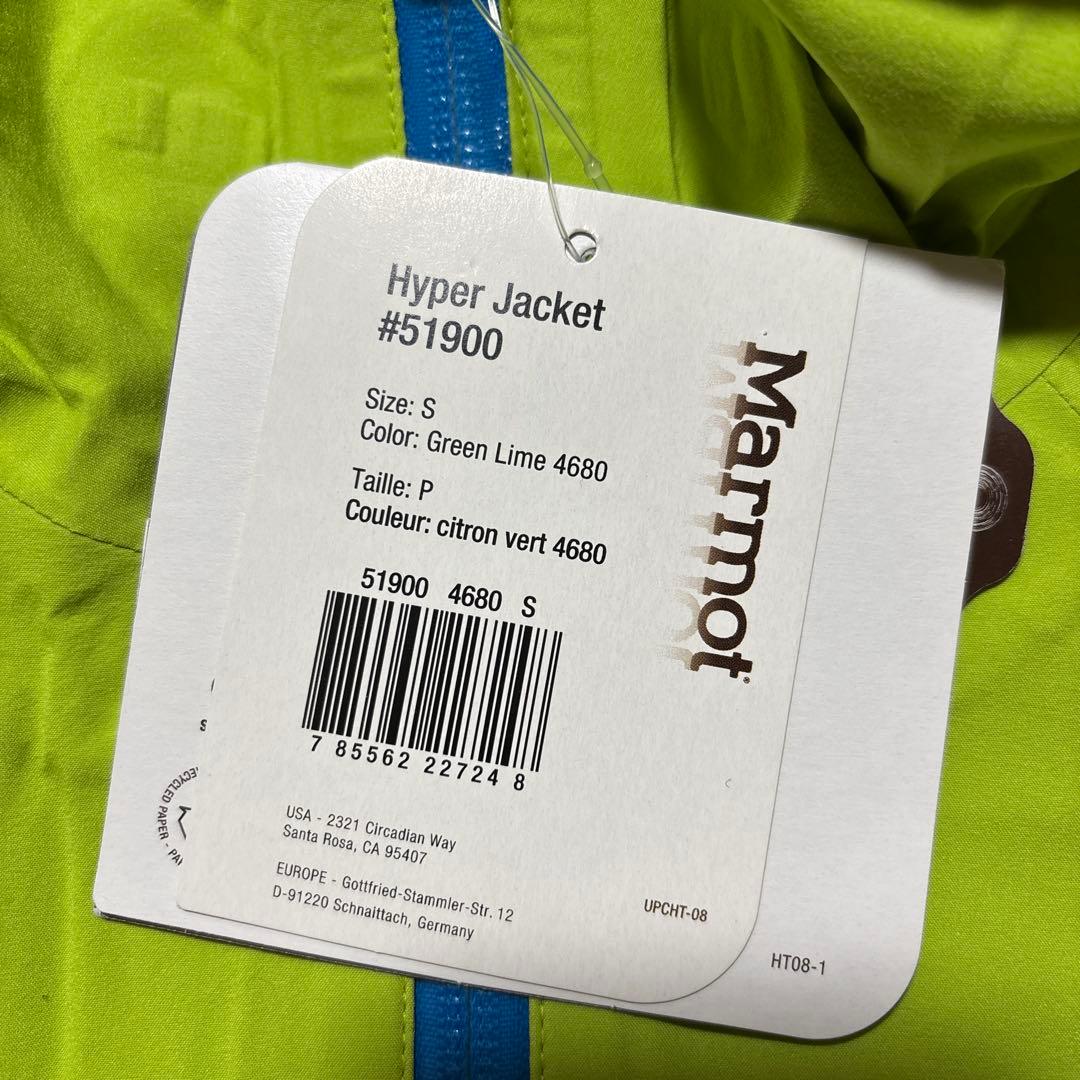 Hyper Jacket
#51900
Size: S
Color: Green Lime 4680
Taille: P
Couleur: citron vert 4680
51900 4680 S
7 85562 22724 8
USA - 2321 Circadian Way
Santa Rosa, CA 95407
EUROPE - Gottfried-Stammler-Str. 12
D-91220 Schnaittach, Germany
UPCHT-08
Marmot
HT08-1
RECYCLED PAPER -